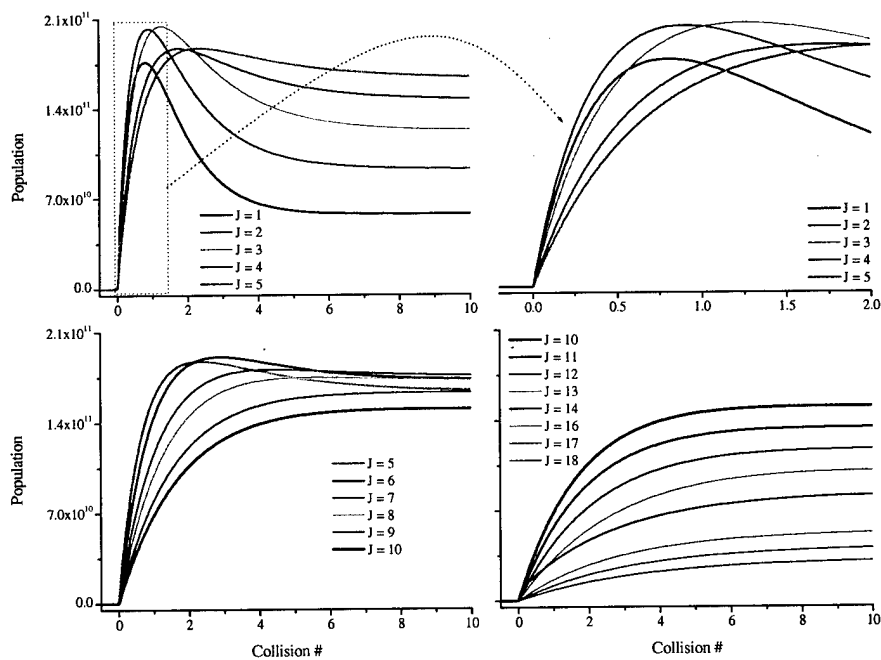 2.1x10¹¹
1.4x10¹¹
7.0x10¹⁰
0.0
Population
J = 1
J = 2
J = 3
J = 4
J = 5
0 2 4 6 8 10
J = 1
J = 2
J = 3
J = 4
J = 5
0.0 0.5 1.0 1.5 2.0
2.1x10¹¹
1.4x10¹¹
7.0x10¹⁰
0.0
Population
J = 5
J = 6
J = 7
J = 8
J = 9
J = 10
0 2 4 6 8 10
Collision #
J = 10
J = 11
J = 12
J = 13
J = 14
J = 16
J = 17
J = 18
0 2 4 6 8 10
Collision #